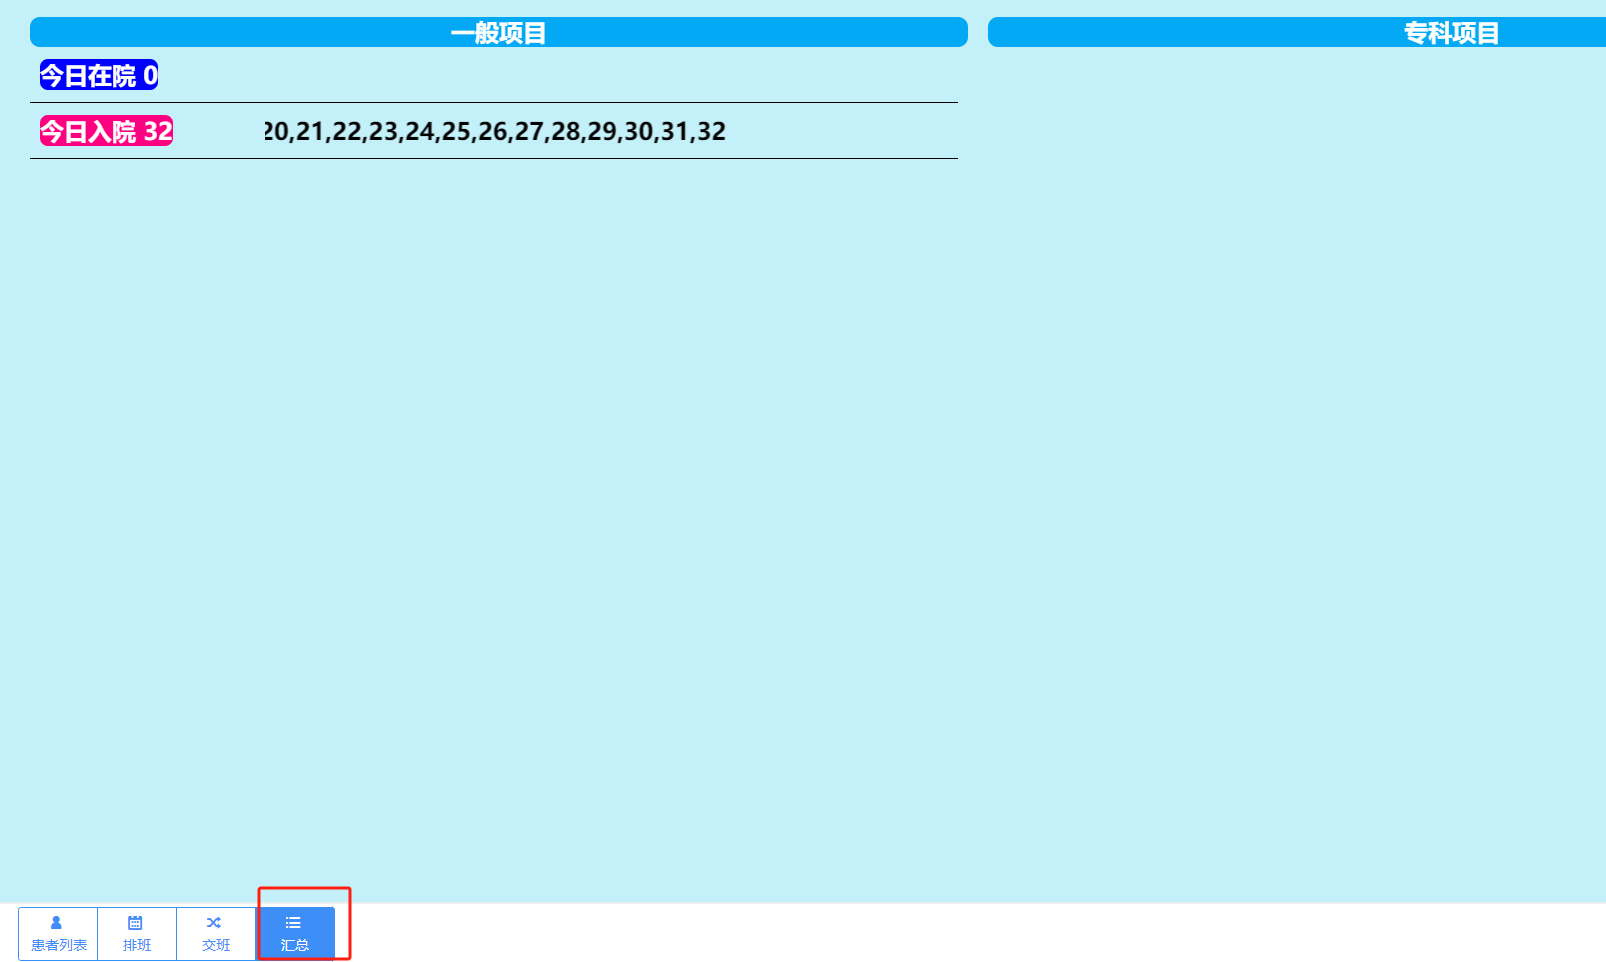 一般项目
专科项目
今日在院 0
今日入院 32
20,21,22,23,24,25,26,27,28,29,30,31,32
患者列表
排班
交班
汇总